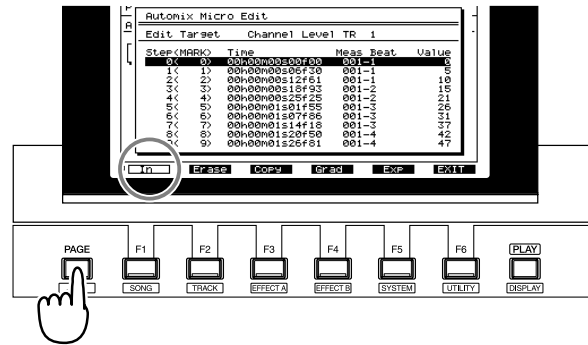 Automix Micro Edit
Edit Target Channel Level TR 1
Step(MARK) Time Meas Beat Value
0( 0) 00h00m00s00f00 001-1 0
1( 1) 00h00m00s06f30 001-1 5
2( 2) 00h00m00s12f61 001-1 10
3( 3) 00h00m00s18f93 001-2 15
4( 4) 00h00m00s25f25 001-2 21
5( 5) 00h00m01s01f55 001-3 26
6( 6) 00h00m01s07f86 001-3 31
7( 7) 00h00m01s14f18 001-3 37
8( 8) 00h00m01s20f50 001-4 42
9) 00h00m01s26f81 001-4 47
Erase Copy Grad Exp EXIT
PAGE F1 F2 F3 F4 F5 F6 PLAY
SONG TRACK EFFECT A EFFECT B SYSTEM UTILITY DISPLAY